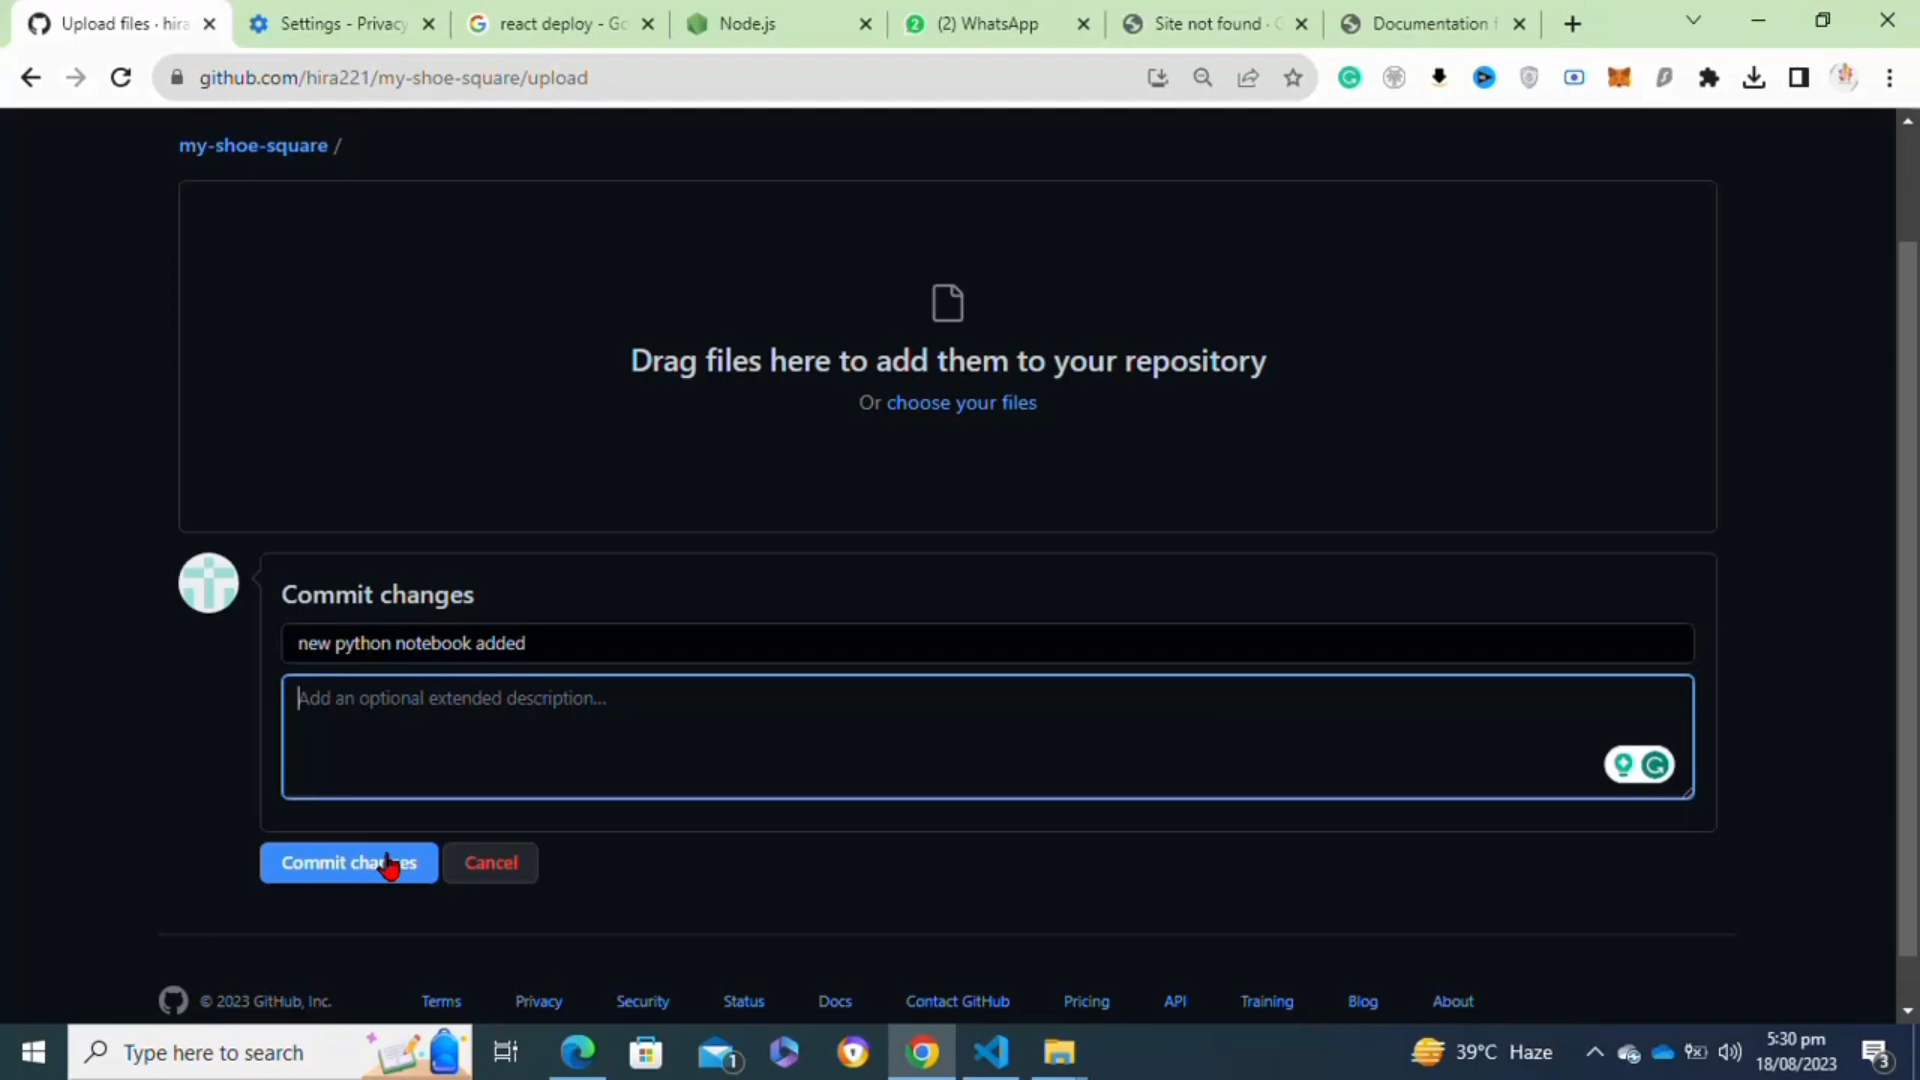 Upload files · hira
Settings - Privacy
react deploy - Go
Node.js
(2) WhatsApp
Site not found ·
Documentation
github.com/hira221/my-shoe-square/upload
my-shoe-square /
Drag files here to add them to your repository
Or choose your files
Commit changes
new python notebook added
Add an optional extended description...
Commit changes
Cancel
© 2023 GitHub, Inc.
Terms
Privacy
Security
Status
Docs
Contact GitHub
Pricing
API
Training
Blog
About
Type here to search
1
39°C Haze
5:30 pm
18/08/2023
3